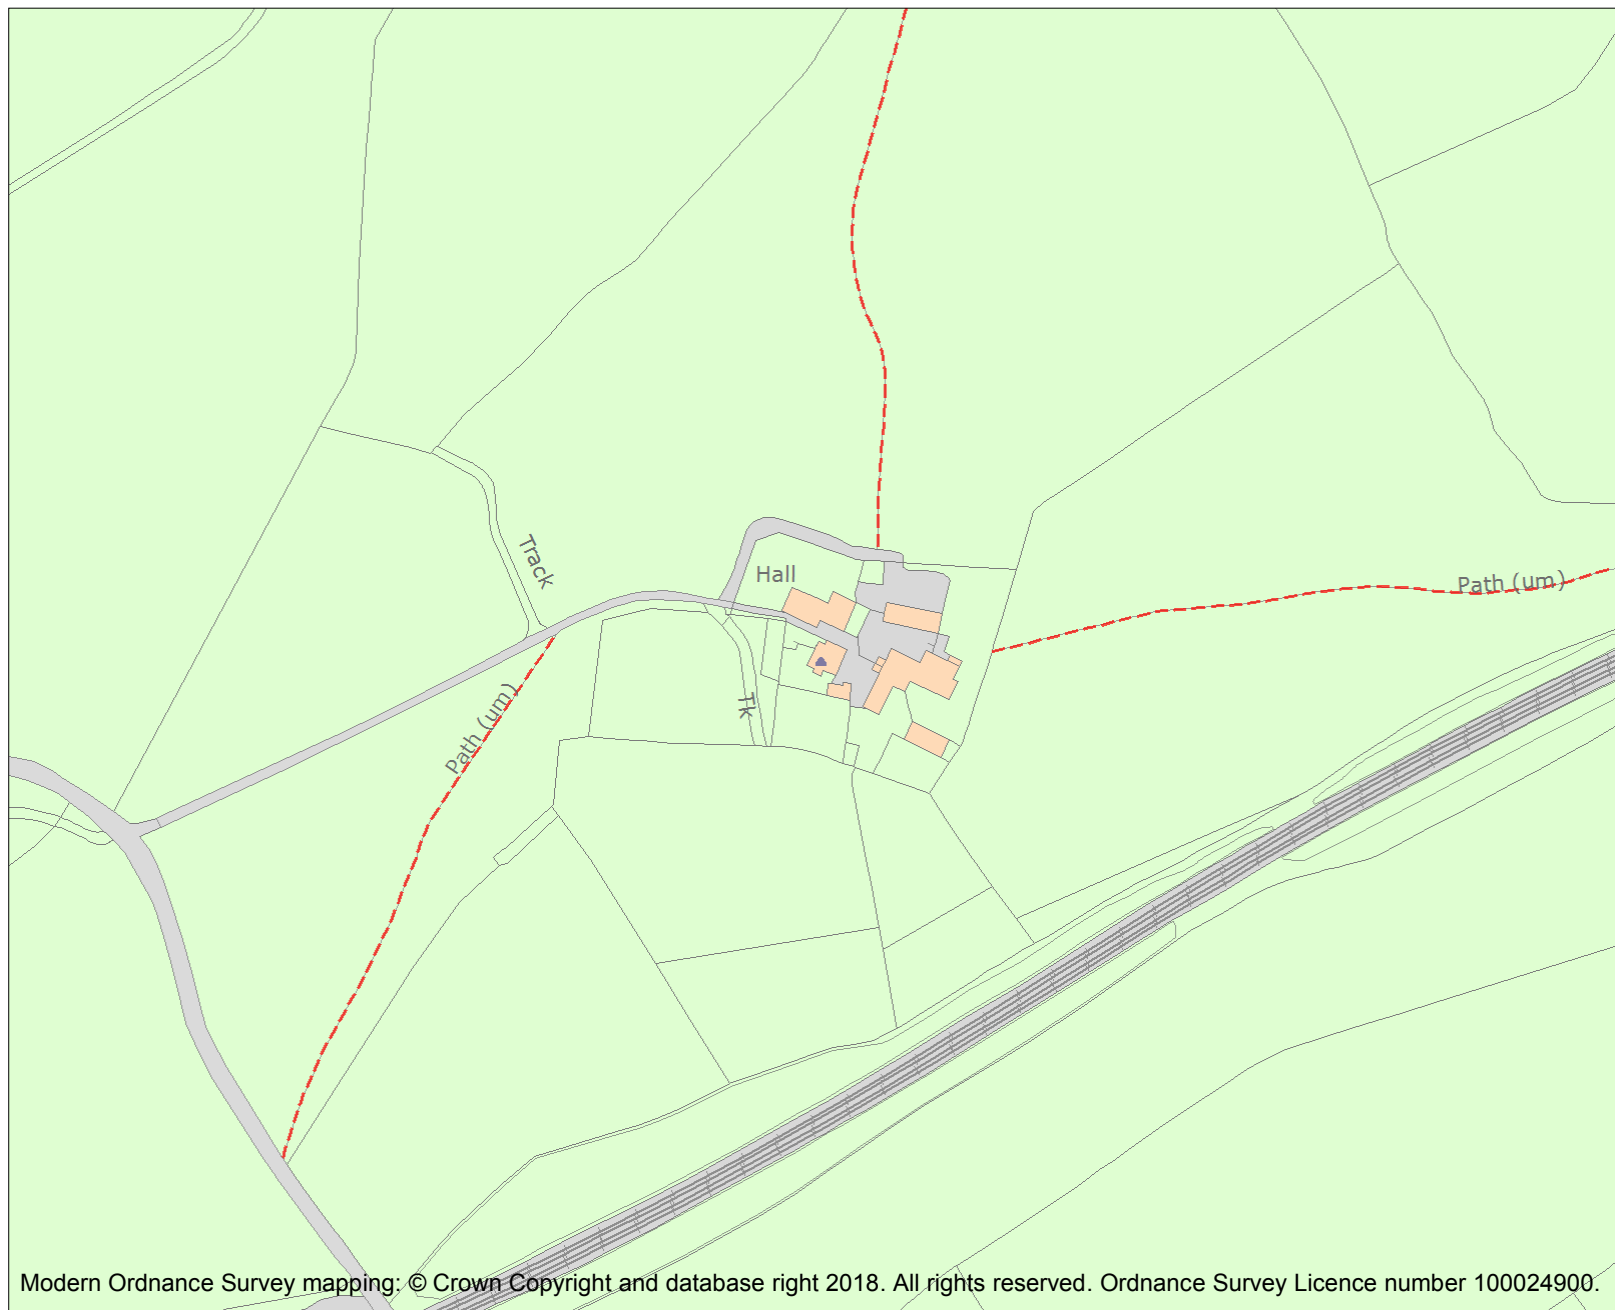 Track
Hall
Path (um)
Path (um)
Tk
Modern Ordnance Survey mapping: © Crown Copyright and database right 2018. All rights reserved. Ordnance Survey Licence number 100024900.